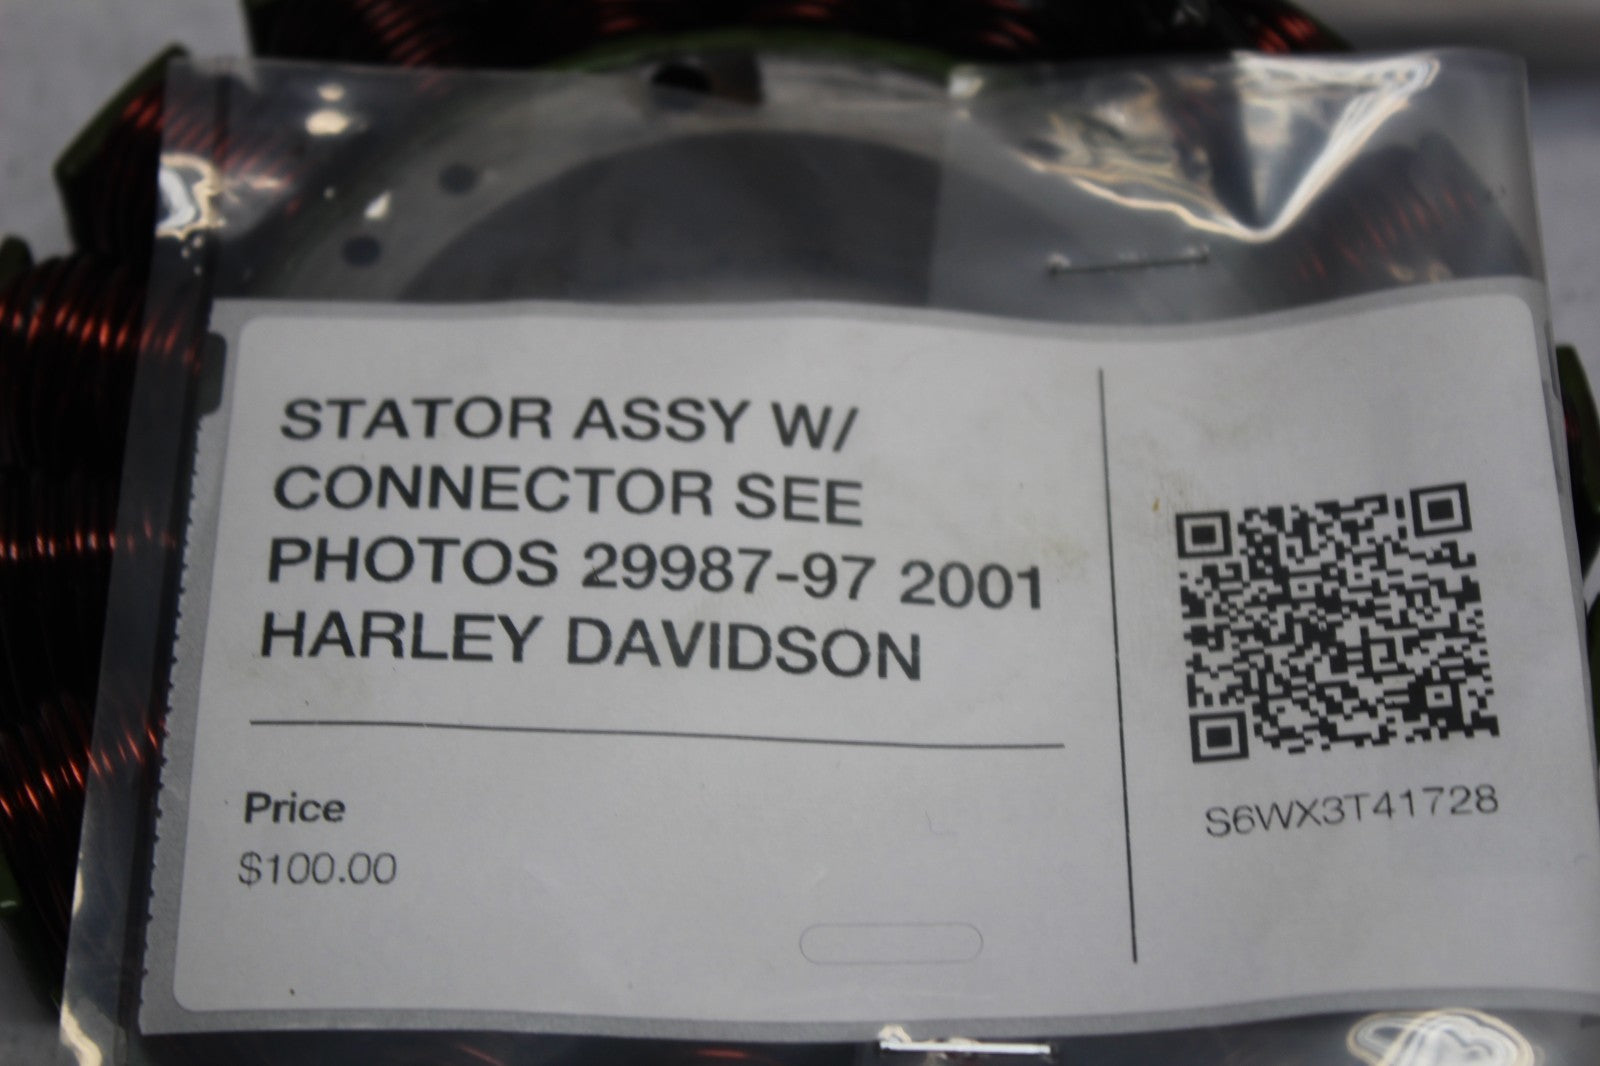 STATOR ASSY W/
CONNECTOR SEE
PHOTOS 29987-97 2001
HARLEY DAVIDSON
Price
$100.00
S6WX3T41728